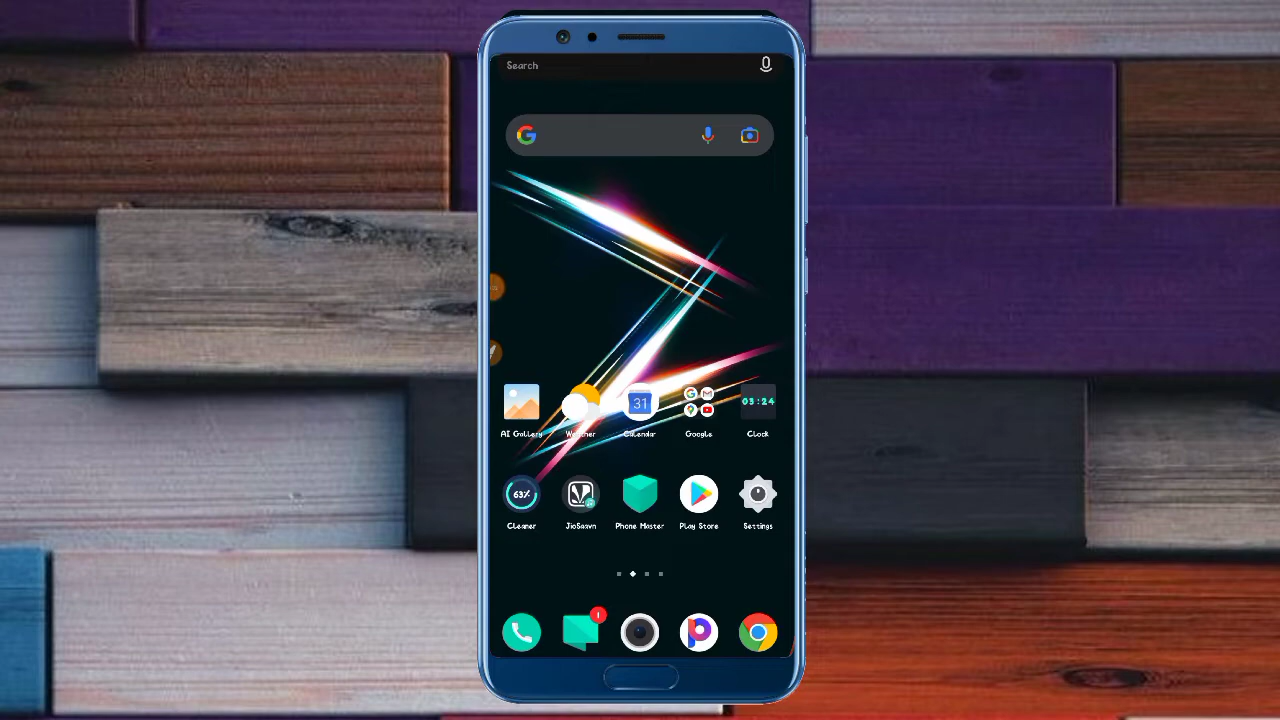 Search
AI Gallery
Weather
31
Calendar
Google
03:24
Clock
63%
Cleaner
JioSaavn
Phone Master
Play Store
Settings